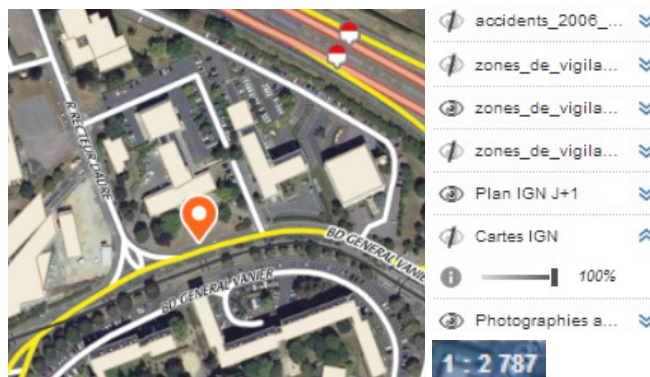 accidents_2006_...
zones_de_vigila...
zones_de_vigila...
zones_de_vigila...
Plan IGN J+1
Cartes IGN
100%
Photographies a...
1 : 2 787
R RECTEUR DAURE
BD GENERAL VANIER
BD GENERAL VANIER